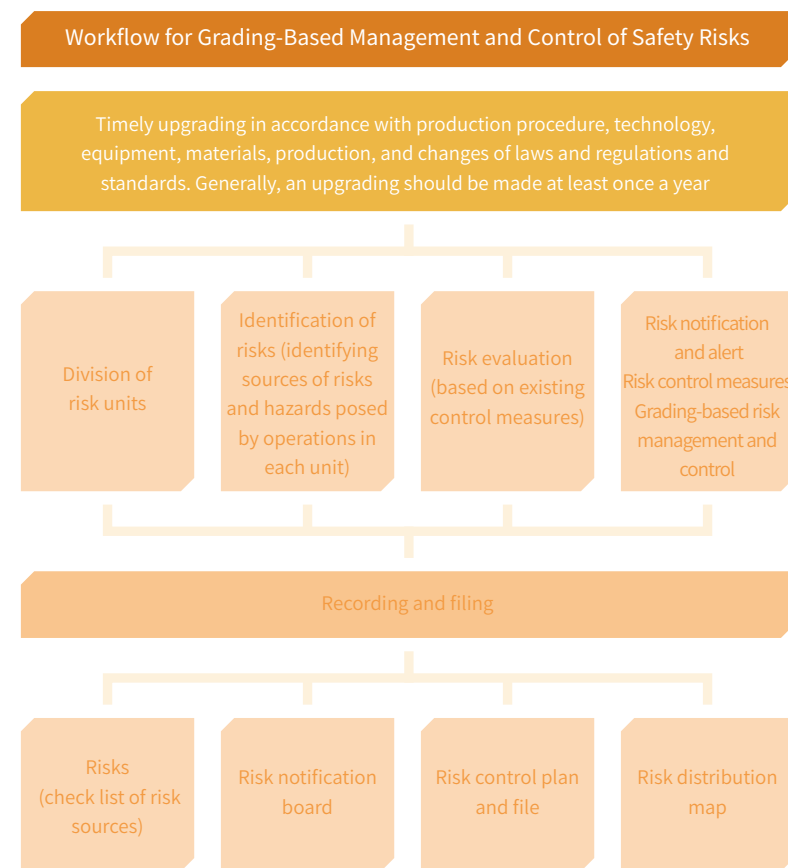 Workflow for Grading-Based Management and Control of Safety Risks
Timely upgrading in accordance with production procedure, technology,
equipment, materials, production, and changes of laws and regulations and
standards. Generally, an upgrading should be made at least once a year
Division of
risk units
Identification of
risks (identifying
sources of risks
and hazards posed
by operations in
each unit)
Risk evaluation
(based on existing
control measures)
Risk notification
and alert
Risk control measures
Grading-based risk
management and
control
Recording and filing
Risks
(check list of risk
sources)
Risk notification
board
Risk control plan
and file
Risk distribution
map